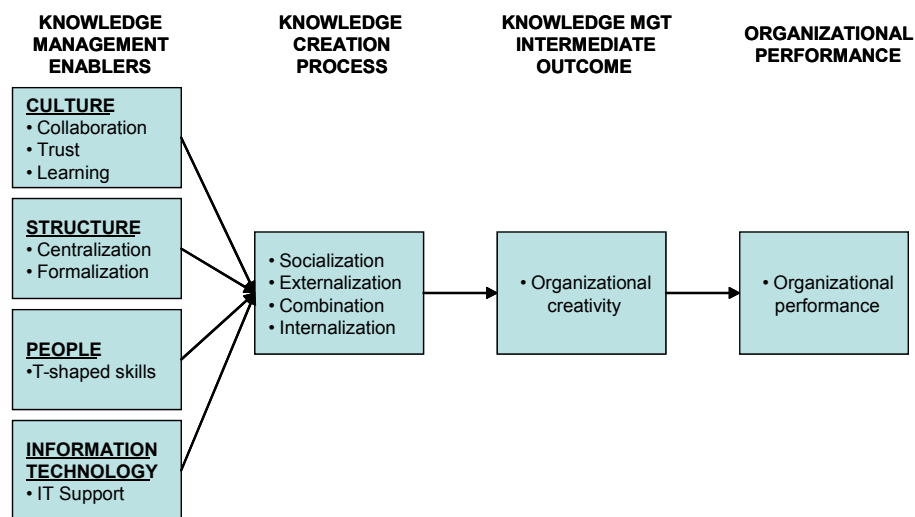 KNOWLEDGE
MANAGEMENT
ENABLERS
KNOWLEDGE
CREATION
PROCESS
KNOWLEDGE MGT
INTERMEDIATE
OUTCOME
ORGANIZATIONAL
PERFORMANCE
CULTURE
• Collaboration
• Trust
• Learning
STRUCTURE
• Centralization
• Formalization
PEOPLE
•T-shaped skills
INFORMATION
TECHNOLOGY
• IT Support
• Socialization
• Externalization
• Combination
• Internalization
• Organizational
creativity
• Organizational
performance